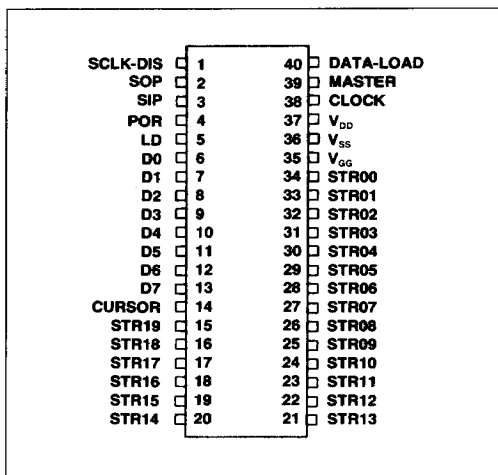 SCLK-DIS 1 40 DATA-LOAD
SOP 2 39 MASTER
SIP 3 38 CLOCK
POR 4 37 V_DD
LD 5 36 V_SS
D0 6 35 V_GG
D1 7 34 STR00
D2 8 33 STR01
D3 9 32 STR02
D4 10 31 STR03
D5 11 30 STR04
D6 12 29 STR05
D7 13 28 STR06
CURSOR 14 27 STR07
STR19 15 26 STR08
STR18 16 25 STR09
STR17 17 24 STR10
STR16 18 23 STR11
STR15 19 22 STR12
STR14 20 21 STR13